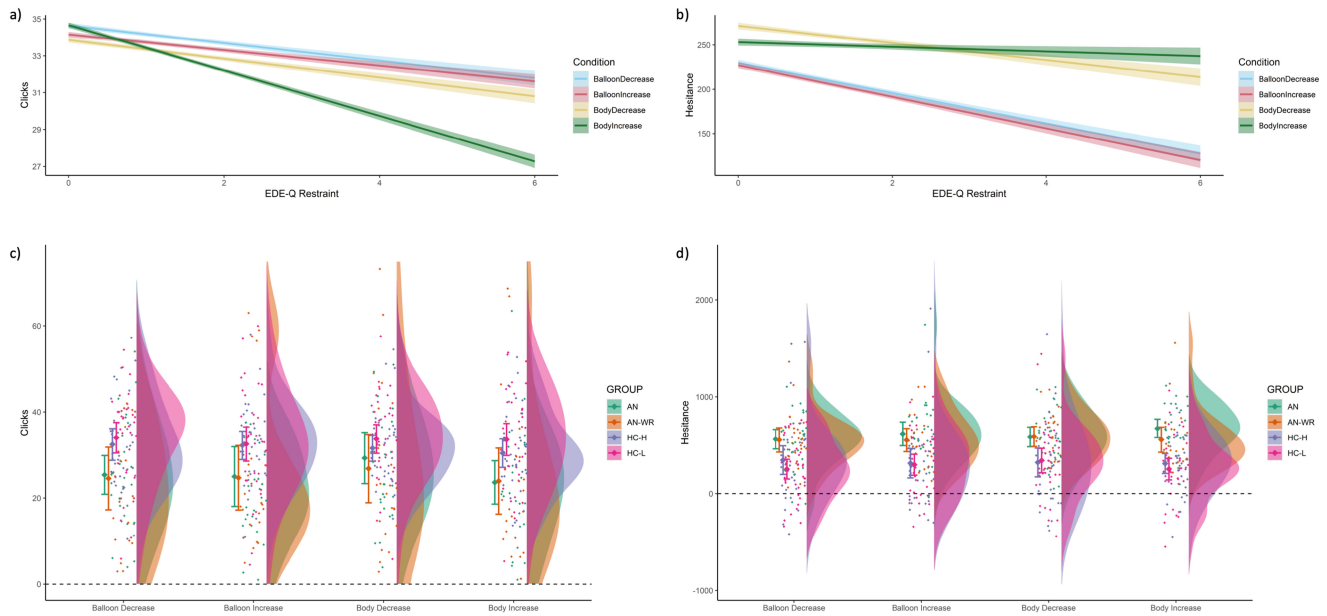 a)
35
33
31
29
27
Clicks
0
2
4
6
EDE-Q Restraint
Condition
BalloonDecrease
BalloonIncrease
BodyDecrease
BodyIncrease
b)
250
200
150
Hesitance
0
2
4
6
EDE-Q Restraint
Condition
BalloonDecrease
BalloonIncrease
BodyDecrease
BodyIncrease
c)
60
40
20
0
Clicks
Balloon Decrease
Balloon Increase
Body Decrease
Body Increase
GROUP
AN
AN-WR
HC-H
HC-L
d)
2000
1000
0
-1000
Hesitance
Balloon Decrease
Balloon Increase
Body Decrease
Body Increase
GROUP
AN
AN-WR
HC-H
HC-L